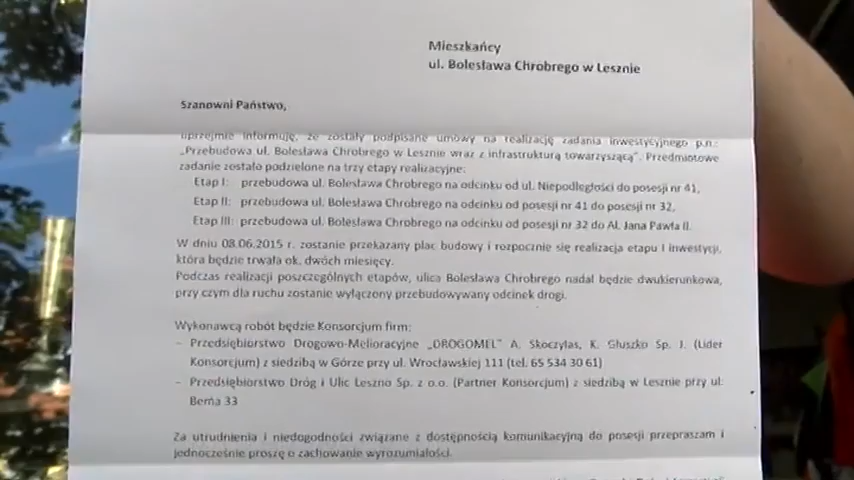 Mieszkańcy
ul. Bolesława Chrobrego w Lesznie
Szanowni Państwo,
uprzejmie informuję, że zostały podpisane umowy na realizację zadania inwestycyjnego p.n.:
„Przebudowa ul. Bolesława Chrobrego w Lesznie wraz z infrastrukturą towarzyszącą". Przedmiotowe
zadanie zostało podzielone na trzy etapy realizacyjne:
Etap I: przebudowa ul. Bolesława Chrobrego na odcinku od ul. Niepodległości do posesji nr 41,
Etap II: przebudowa ul. Bolesława Chrobrego na odcinku od posesji nr 41 do posesji nr 32,
Etap III: przebudowa ul. Bolesława Chrobrego na odcinku od posesji nr 32 do Al. Jana Pawła II.
W dniu 08.06.2015 r. zostanie przekazany plac budowy i rozpocznie się realizacja etapu I inwestycji,
która będzie trwała ok. dwóch miesięcy.
Podczas realizacji poszczególnych etapów, ulica Bolesława Chrobrego nadal będzie dwukierunkowa,
przy czym dla ruchu zostanie wyłączony przebudowywany odcinek drogi.
Wykonawcą robót będzie Konsorcjum firm:
- Przedsiębiorstwo Drogowo-Melioracyjne „DROGOMEL" A. Skoczylas, K. Głuszko Sp. J. (Lider
Konsorcjum) z siedzibą w Górze przy ul. Wrocławskiej 111 (tel. 65 534 30 61)
- Przedsiębiorstwo Dróg i Ulic Leszno Sp. z o.o. (Partner Konsorcjum) z siedzibą w Lesznie przy ul:
Bema 33
Za utrudnienia i niedogodności związane z dostępnością komunikacyjną do posesji przepraszam i
jednocześnie proszę o zachowanie wyrozumiałości.